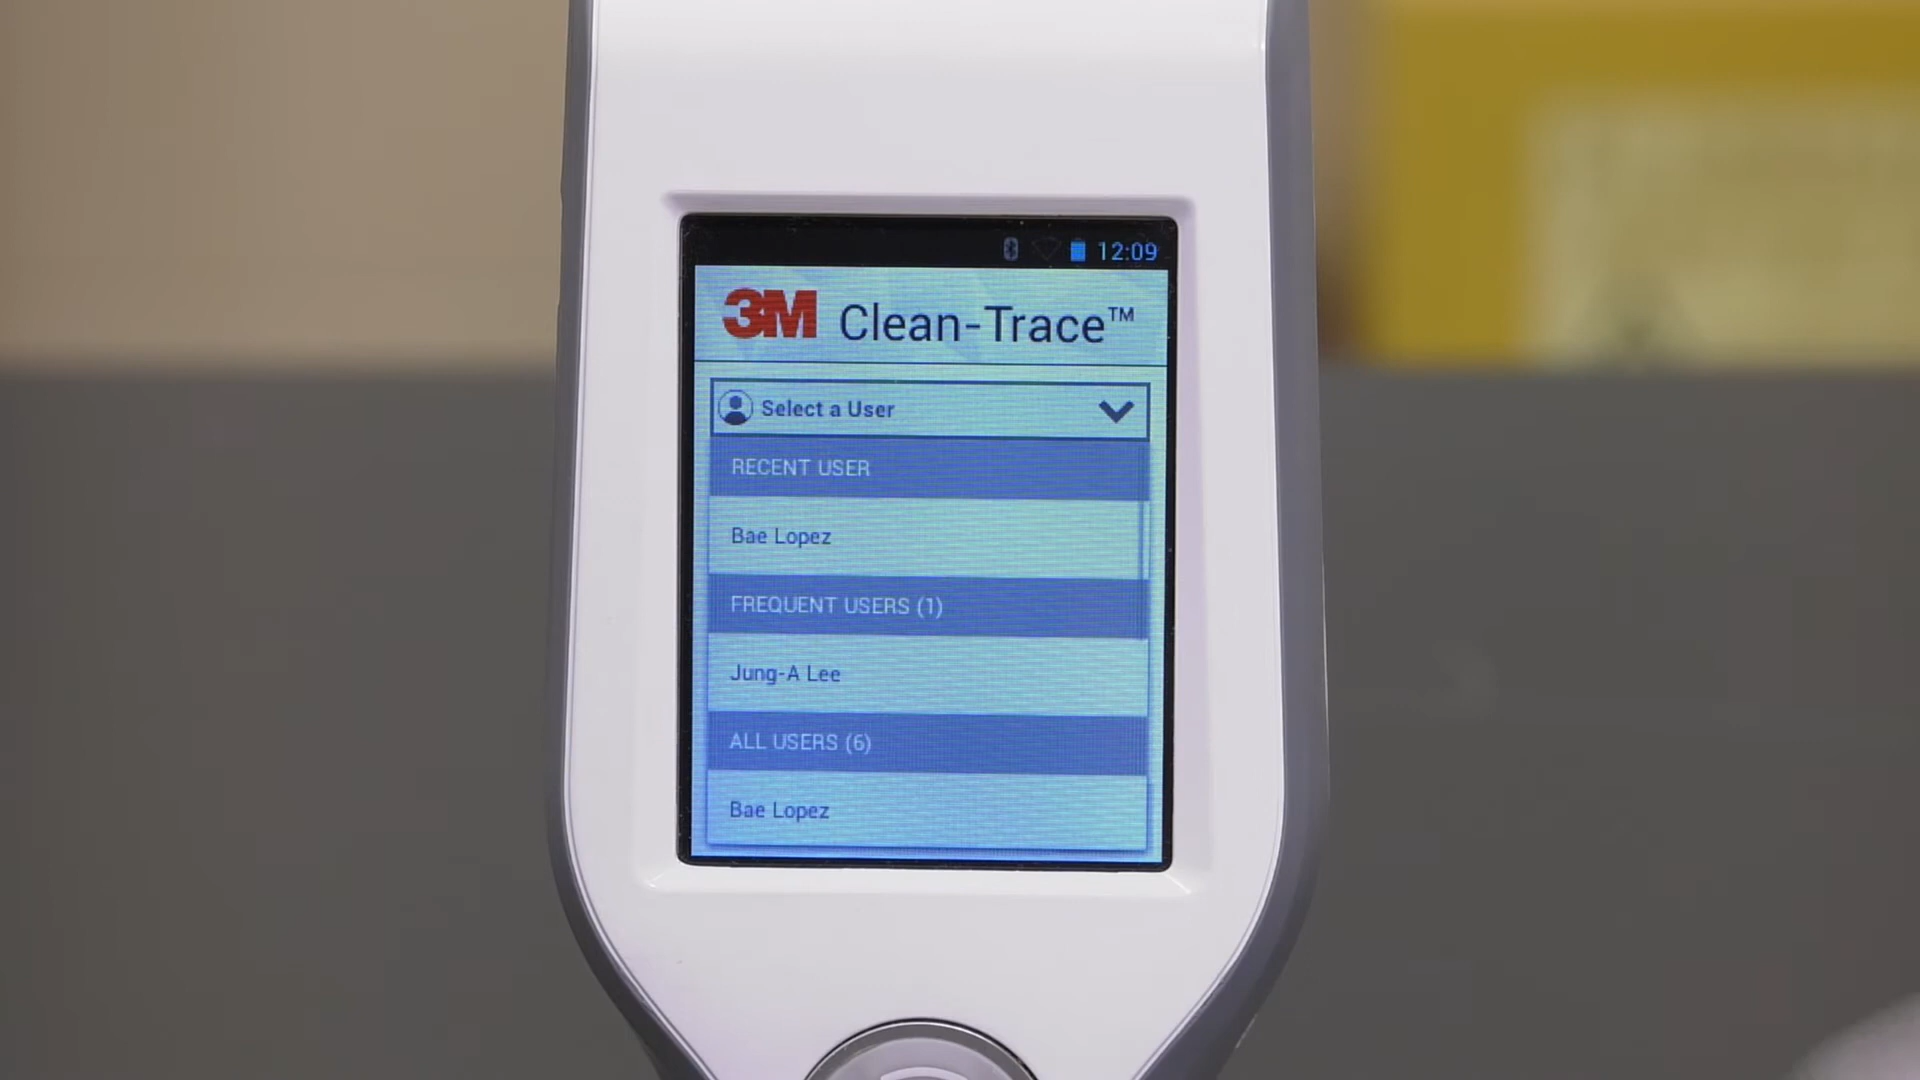 12:09
3M Clean-Trace™
Select a User
RECENT USER
Bae Lopez
FREQUENT USERS (1)
Jung-A Lee
ALL USERS (6)
Bae Lopez